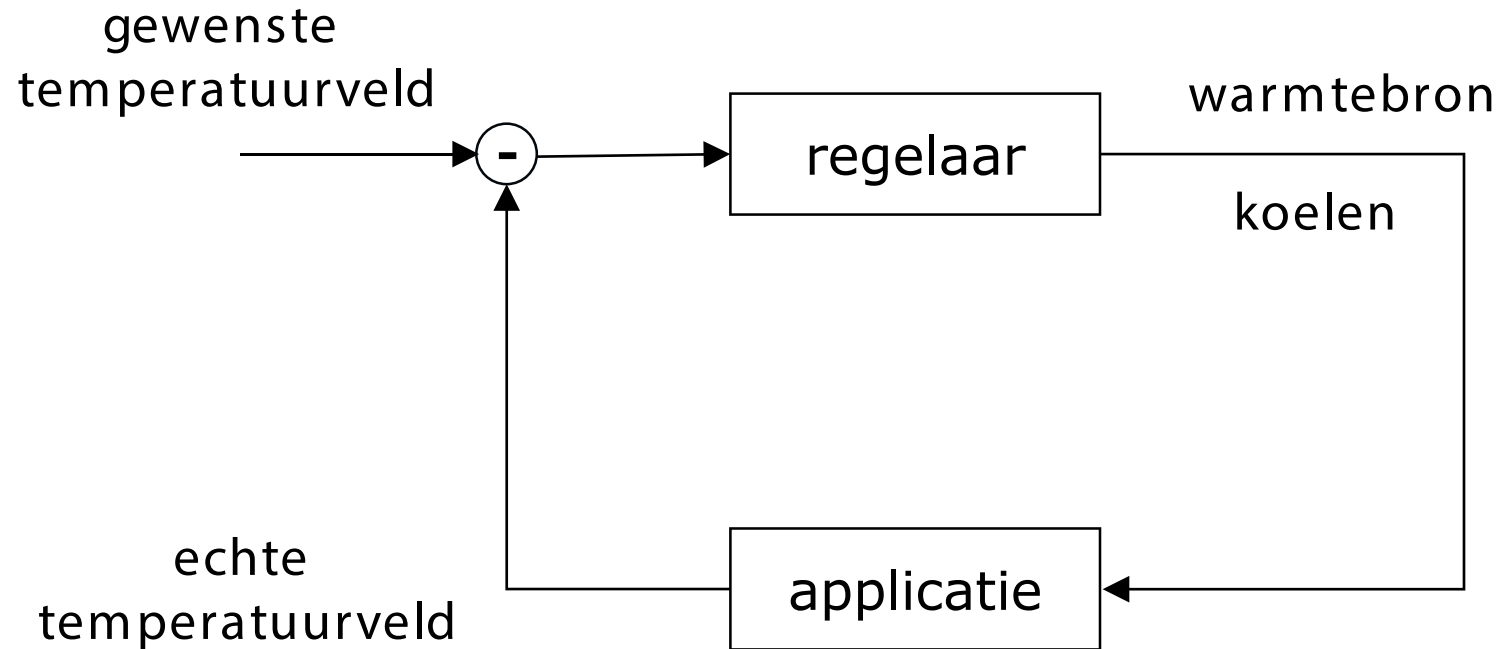 gewenste
temperatuurveld
-
regelaar
warmtebron
koelen
echte
temperatuurveld
applicatie